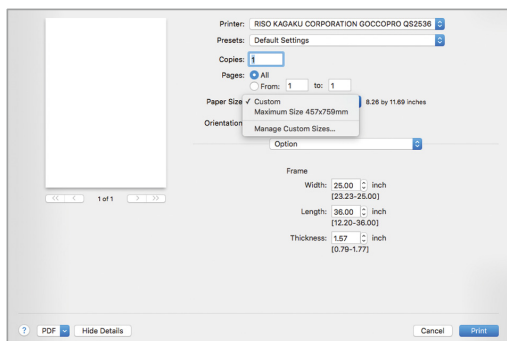 Printer: RISO KAGAKU CORPORATION GOCCOPRO QS2536
Presets: Default Settings
Copies: 1
Pages: All
From: 1 to: 1
Paper Size ✓ Custom 8.26 by 11.69 inches
Maximum Size 457x759mm
Orientation
Manage Custom Sizes...
Option
Frame
Width: 25.00 inch
[23.23-25.00]
<< < 1 of 1 > >>
Length: 36.00 inch
[12.20-36.00]
Thickness: 1.57 inch
[0.79-1.77]
? PDF Hide Details Cancel Print